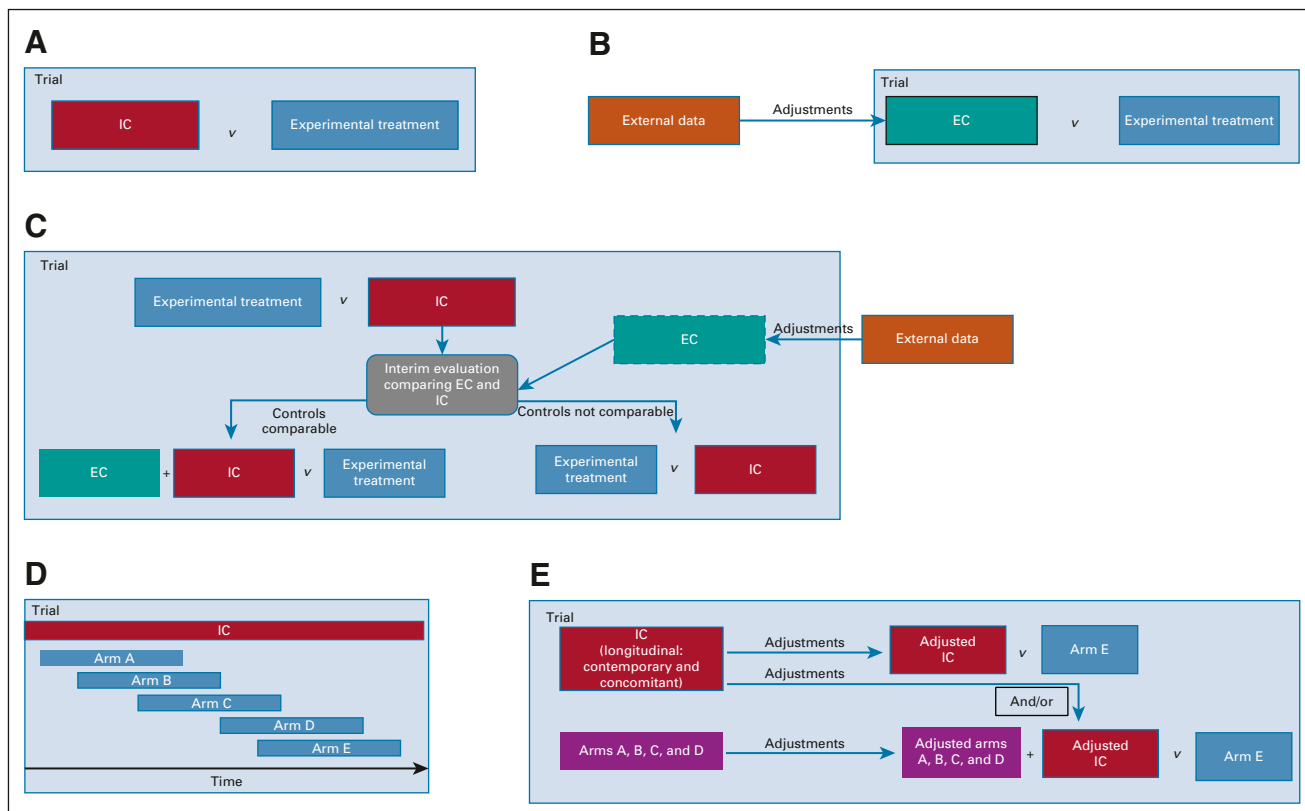 A
Trial
IC
v
Experimental treatment
B
External data
Adjustments
Trial
EC
v
Experimental treatment
C
Trial
Experimental treatment
v
IC
EC
Adjustments
External data
Interim evaluation
comparing EC and
IC
Controls
comparable
Controls not comparable
EC
+
IC
v
Experimental
treatment
Experimental
treatment
v
IC
D
Trial
IC
Arm A
Arm B
Arm C
Arm D
Arm E
Time
E
Trial
IC
(longitudinal:
contemporary and
concomitant)
Adjustments
Adjusted
IC
v
Arm E
Adjustments
And/or
Arms A, B, C, and D
Adjustments
Adjusted arms
A, B, C, and D
+
Adjusted
IC
v
Arm E